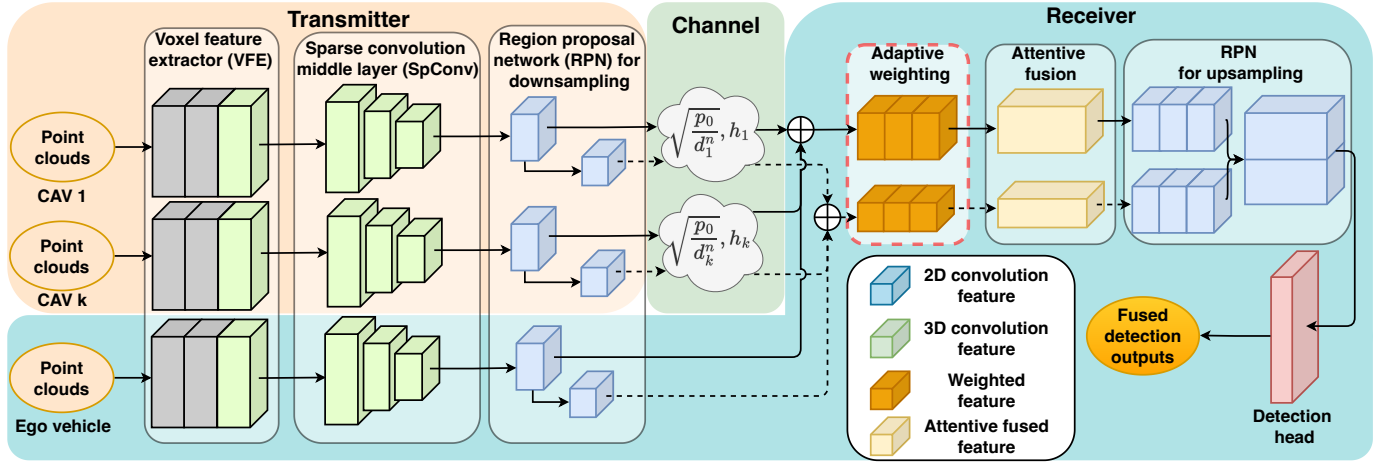 Transmitter
Channel
Receiver
Voxel feature
extractor (VFE)
Sparse convolution
middle layer (SpConv)
Region proposal
network (RPN) for
downsampling
Adaptive
weighting
Attentive
fusion
RPN
for upsampling
Point
clouds
CAV 1
Point
clouds
CAV k
Point
clouds
Ego vehicle
√(p₀/d₁ⁿ), h₁
√(p₀/dₖⁿ), hₖ
2D convolution
feature
3D convolution
feature
Weighted
feature
Attentive fused
feature
Fused
detection
outputs
Detection
head